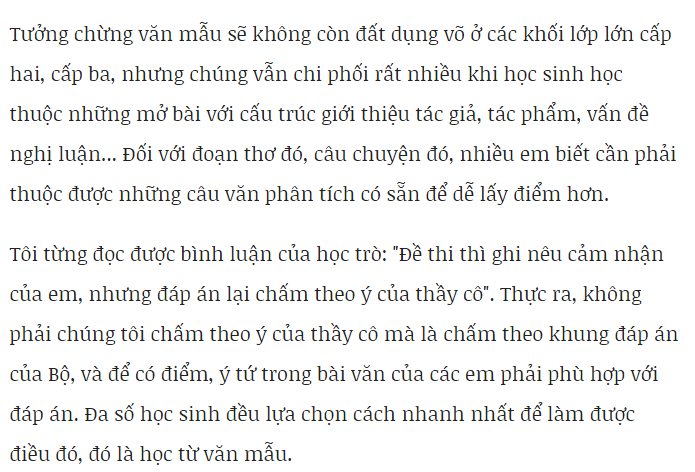 Tưởng chừng văn mẫu sẽ không còn đất dụng võ ở các khối lớp lớn cấp
hai, cấp ba, nhưng chúng vẫn chi phối rất nhiều khi học sinh học
thuộc những mở bài với cấu trúc giới thiệu tác giả, tác phẩm, vấn đề
nghị luận... Đối với đoạn thơ đó, câu chuyện đó, nhiều em biết cần phải
thuộc được những câu văn phân tích có sẵn để dễ lấy điểm hơn.
Tôi từng đọc được bình luận của học trò: "Đề thi thì ghi nêu cảm nhận
của em, nhưng đáp án lại chấm theo ý của thầy cô". Thực ra, không
phải chúng tôi chấm theo ý của thầy cô mà là chấm theo khung đáp án
của Bộ, và để có điểm, ý tứ trong bài văn của các em phải phù hợp với
đáp án. Đa số học sinh đều lựa chọn cách nhanh nhất để làm được
điều đó, đó là học từ văn mẫu.